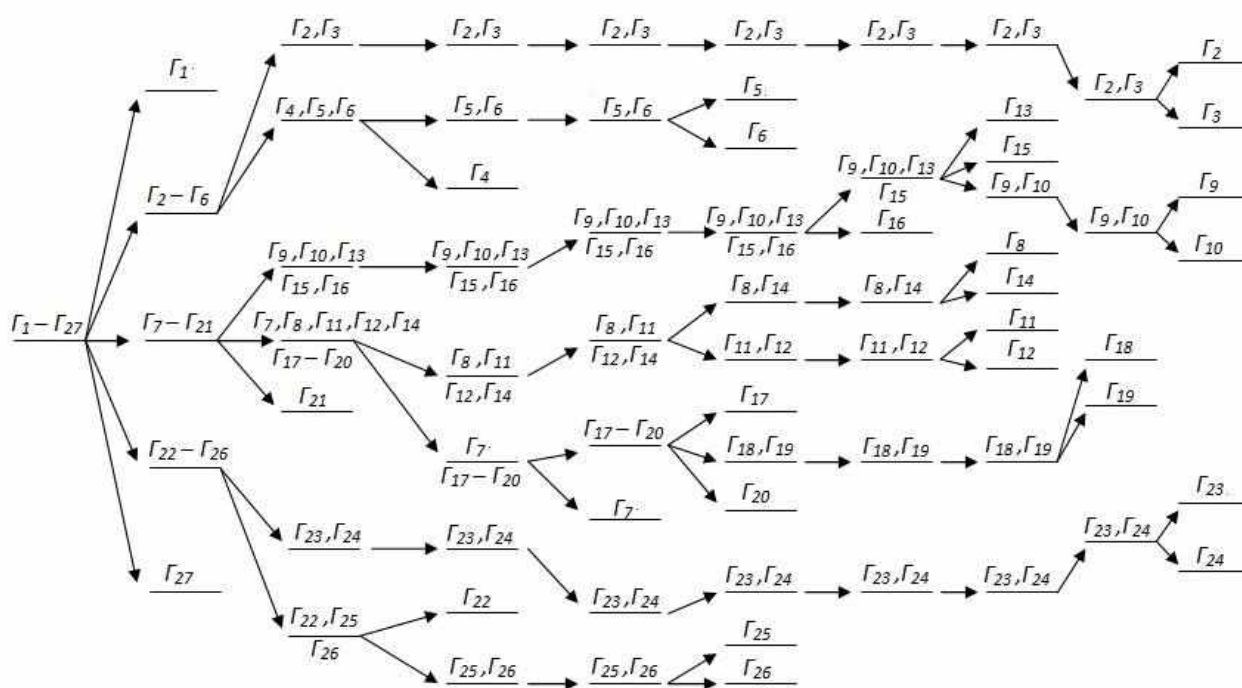 Γ2,Γ3
Γ2,Γ3
Γ2,Γ3
Γ2,Γ3
Γ2,Γ3
Γ2,Γ3
Γ2
Γ1.
Γ2,Γ3
Γ5.
Γ4,Γ5,Γ6
Γ5,Γ6
Γ5,Γ6
Γ13
Γ3
Γ6
Γ15
Γ9,Γ10,Γ13
Γ15
Γ4
Γ9,Γ10
Γ9
Γ2–Γ6
Γ9,Γ10,Γ13
Γ15,Γ16
Γ9,Γ10,Γ13
Γ15,Γ16
Γ16
Γ9,Γ10
Γ10
Γ9,Γ10,Γ13
Γ15,Γ16
Γ9,Γ10,Γ13
Γ15,Γ16
Γ8
Γ8,Γ14
Γ8,Γ14
Γ14
Γ1–Γ27
Γ7–Γ21
Γ7,Γ8,Γ11,Γ12,Γ14
Γ17–Γ20
Γ8,Γ11
Γ12,Γ14
Γ11
Γ8,Γ11
Γ12,Γ14
Γ11,Γ12
Γ11,Γ12
Γ12
Γ18
Γ21
Γ17
Γ19
Γ22–Γ26
Γ7.
Γ17–Γ20
Γ17–Γ20
Γ18,Γ19
Γ18,Γ19
Γ18,Γ19
Γ7.
Γ20
Γ23.
Γ23,Γ24
Γ23,Γ24
Γ23,Γ24
Γ24
Γ27
Γ23,Γ24
Γ23,Γ24
Γ23,Γ24
Γ23,Γ24
Γ22,Γ25
Γ26
Γ22
Γ25
Γ25,Γ26
Γ25,Γ26
Γ26